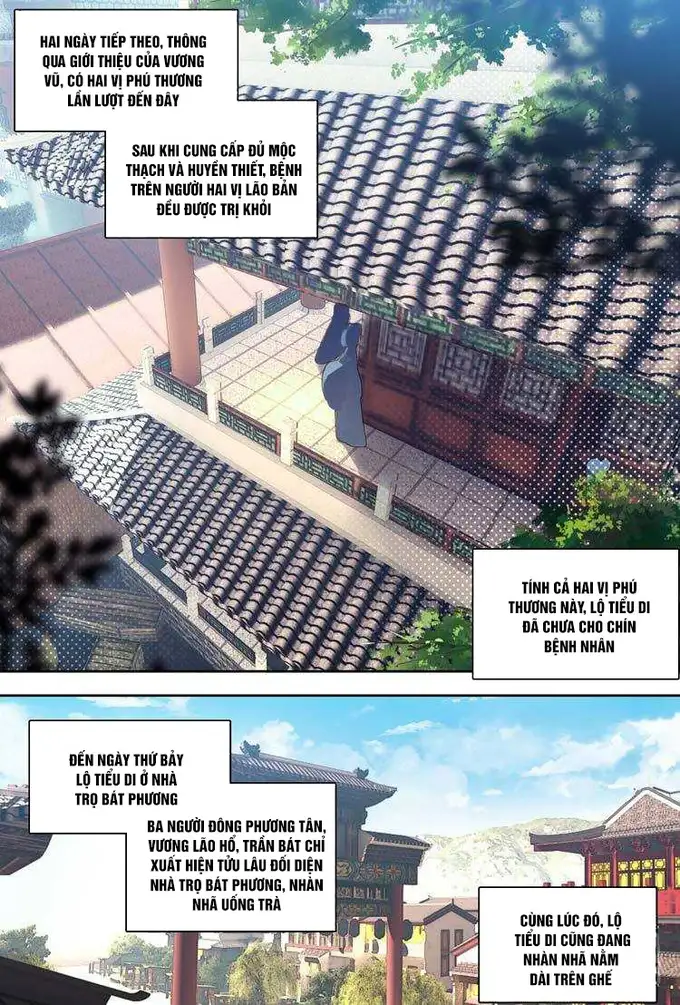 HAI NGÀY TIẾP THEO, THÔNG
QUA GIỚI THIỆU CỦA VƯƠNG
VŨ, CÓ HAI VỊ PHÚ THƯƠNG
LẦN LƯỢT ĐẾN ĐÂY
SAU KHI CUNG CẤP ĐỦ MỘC
THẠCH VÀ HUYỀN THIẾT, BỆNH
TRÊN NGƯỜI HAI VỊ LÃO BẢN
ĐỀU ĐƯỢC TRỊ KHỎI
TÍNH CẢ HAI VỊ PHÚ
THƯƠNG NÀY, LỘ TIỂU DI
ĐÃ CHƯA CHO CHÍN
BỆNH NHÂN
ĐẾN NGÀY THỨ BẢY
LỘ TIỂU DI Ở NHÀ
TRỌ BÁT PHƯƠNG
BA NGƯỜI ĐÔNG PHƯƠNG TÂN,
VƯƠNG LÃO HỔ, TRẦN BÁT CHỈ
XUẤT HIỆN TỬU LÂU ĐỐI DIỆN
NHÀ TRỌ BÁT PHƯƠNG, NHÀN
NHÃ UỐNG TRÀ
CÙNG LÚC ĐÓ, LỘ
TIỂU DI CŨNG ĐANG
NHÀN NHÃ NẰM
DÀI TRÊN GHẾ